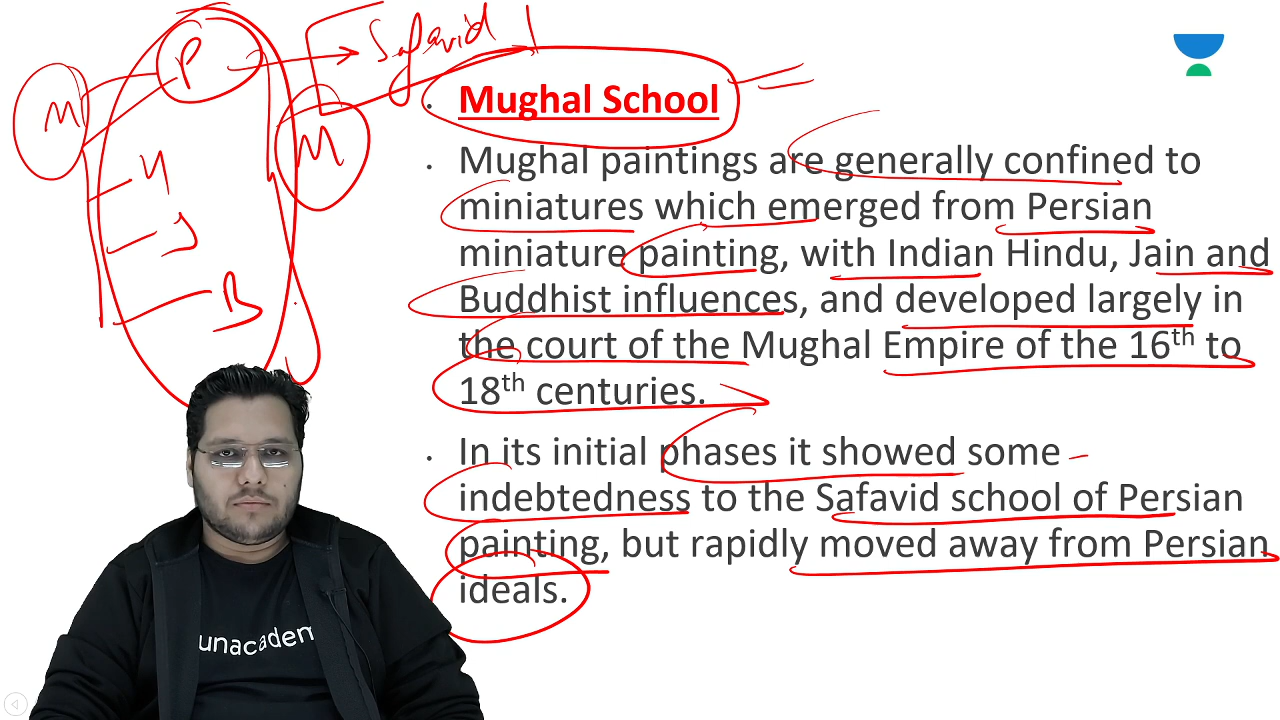 P
Safavid
M
M
H
J
B
• Mughal School
• Mughal paintings are generally confined to
miniatures which emerged from Persian
miniature painting, with Indian Hindu, Jain and
Buddhist influences, and developed largely in
the court of the Mughal Empire of the 16th to
18th centuries.
• In its initial phases it showed some
indebtedness to the Safavid school of Persian
painting, but rapidly moved away from Persian
ideals.
unacadem